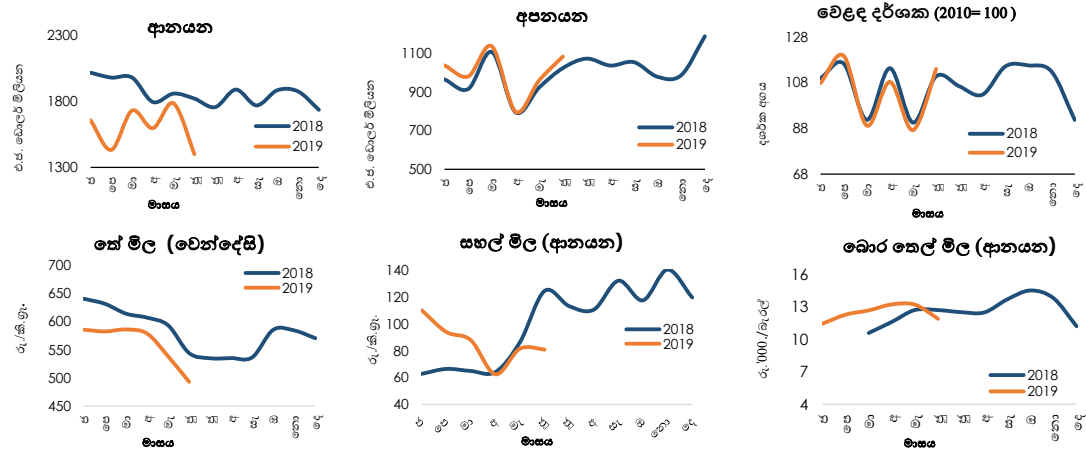 ආනයන
එ.ජ. ඩොලර් මිලියන
2300
1800
1300
2018
2019
ජ පෙ මා අ මැ ජු ජූ අ සැ ඔ නො දෙ
මාසය
අපනයන
එ.ජ. ඩොලර් මිලියන
1100
900
700
500
2018
2019
ජ පෙ මා අ මැ ජු ජූ අ සැ ඔ නො දෙ
මාසය
වෙළඳ දර්ශක (2010=100)
දර්ශක අගය
128
108
88
68
2018
2019
ජ පෙ මා අ මැ ජු ජූ අ සැ ඔ නො දෙ
මාසය
තේ මිල (වෙන්දේසි)
රු./කි.ග්‍රෑ.
700
650
600
550
500
450
2018
2019
ජ පෙ මා අ මැ ජු ජූ අ සැ ඔ නො දෙ
මාසය
සහල් මිල (ආනයන)
රු./කි.ග්‍රෑ.
140
120
100
80
60
40
2018
2019
ජ පෙ මා අ මැ ජු ජූ අ සැ ඔ නො දෙ
මාසය
බොර තෙල් මිල (ආනයන)
රු.'000./බැරල්
16
13
10
7
4
2018
2019
ජ පෙ මා අ මැ ජු ජූ අ සැ ඔ නො දෙ
මාසය